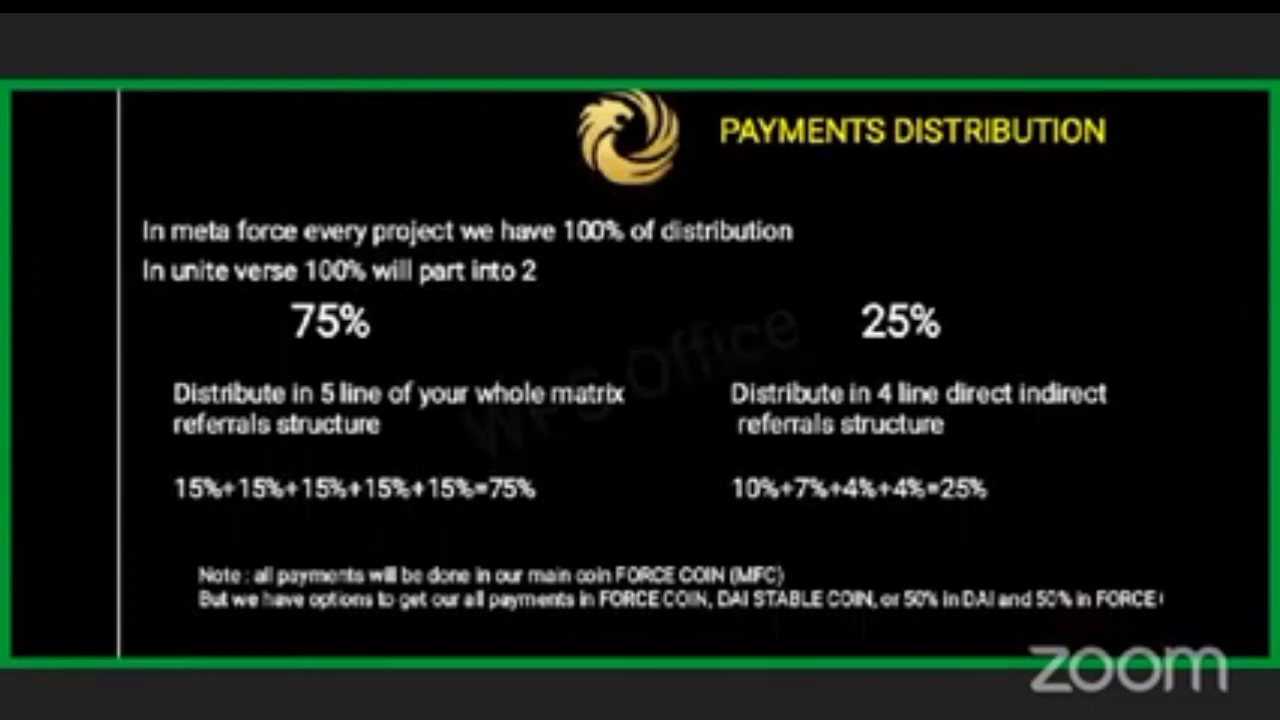 PAYMENTS DISTRIBUTION
In meta force every project we have 100% of distribution
In unite verse 100% will part into 2
75%
25%
Distribute in 5 line of your whole matrix
referrals structure
Distribute in 4 line direct indirect
referrals structure
15%+15%+15%+15%+15%=75%
10%+7%+4%+4%=25%
WPS Office
Note : all payments will be done in our main coin FORCE COIN (MFC)
But we have options to get our all payments in FORCE COIN, DAI STABLE COIN, or 50% in DAI and 50% in FORCE
zoom